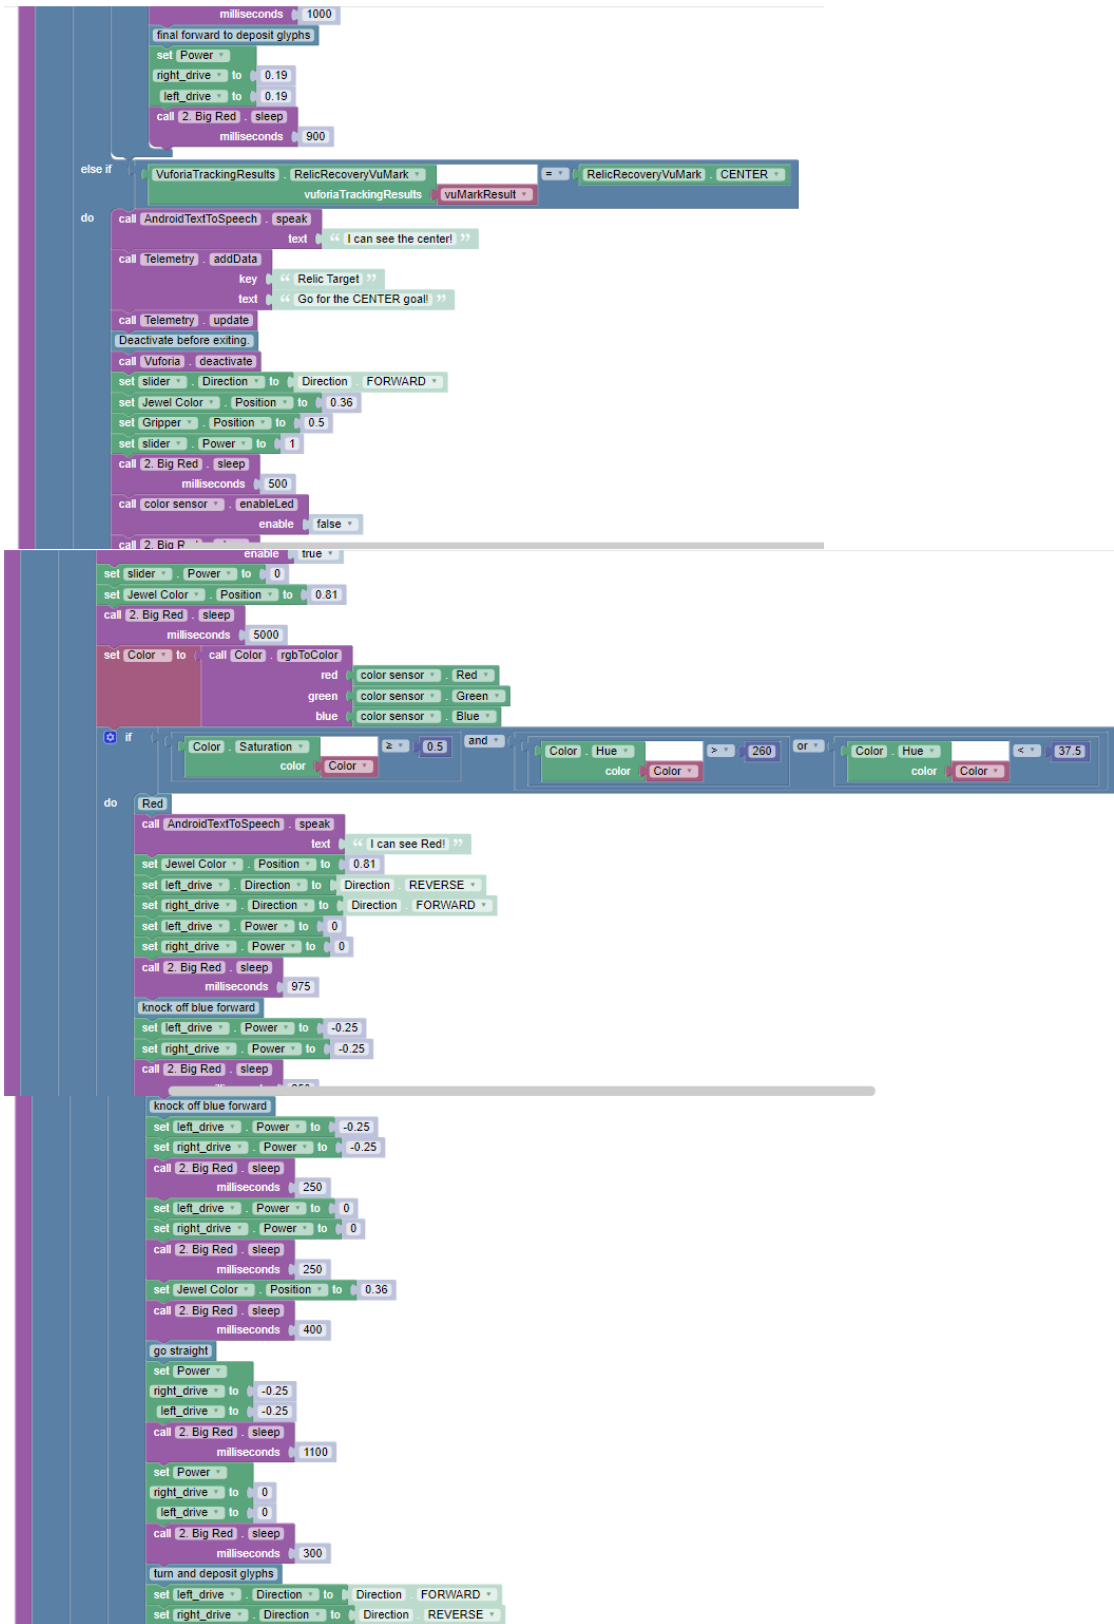 milliseconds 1000
final forward to deposit glyphs
set Power
right_drive to 0.19
left_drive to 0.19
call 2. Big Red . sleep
milliseconds 900
else if VuforiaTrackingResults . RelicRecoveryVuMark = RelicRecoveryVuMark . CENTER
vuforiaTrackingResults vuMarkResult
do call AndroidTextToSpeech . speak
text “ I can see the center! ”
call Telemetry . addData
key “ Relic Target ”
text “ Go for the CENTER goal! ”
call Telemetry . update
Deactivate before exiting.
call Vuforia . deactivate
set slider . Direction to Direction . FORWARD
set Jewel Color . Position to 0.36
set Gripper . Position to 0.5
set slider . Power to 1
call 2. Big Red . sleep
milliseconds 500
call color sensor . enableLed
enable false
call 2. Big R
enable true
set slider . Power to 0
set Jewel Color . Position to 0.81
call 2. Big Red . sleep
milliseconds 5000
set Color to call Color . rgbToColor
red color sensor . Red
green color sensor . Green
blue color sensor . Blue
if Color . Saturation ≥ 0.5 and Color . Hue > 260 or Color . Hue < 37.5
color Color color Color color Color
do Red
call AndroidTextToSpeech . speak
text “ I can see Red! ”
set Jewel Color . Position to 0.81
set left_drive . Direction to Direction . REVERSE
set right_drive . Direction to Direction . FORWARD
set left_drive . Power to 0
set right_drive . Power to 0
call 2. Big Red . sleep
milliseconds 975
knock off blue forward
set left_drive . Power to -0.25
set right_drive . Power to -0.25
call 2. Big Red . sleep
knock off blue forward
set left_drive . Power to -0.25
set right_drive . Power to -0.25
call 2. Big Red . sleep
milliseconds 250
set left_drive . Power to 0
set right_drive . Power to 0
call 2. Big Red . sleep
milliseconds 250
set Jewel Color . Position to 0.36
call 2. Big Red . sleep
milliseconds 400
go straight
set Power
right_drive to -0.25
left_drive to -0.25
call 2. Big Red . sleep
milliseconds 1100
set Power
right_drive to 0
left_drive to 0
call 2. Big Red . sleep
milliseconds 300
turn and deposit glyphs
set left_drive . Direction to Direction . FORWARD
set right_drive . Direction to Direction . REVERSE